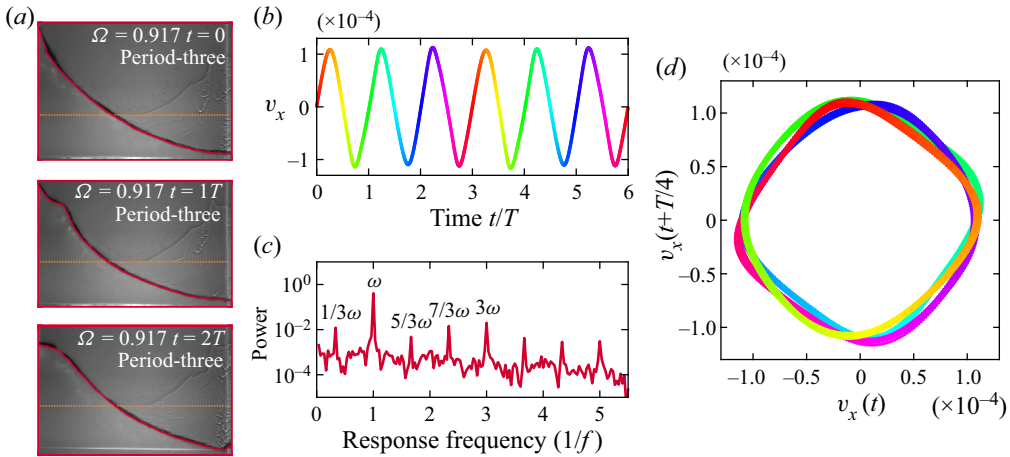 (a)
Ω = 0.917 t = 0
Period-three
Ω = 0.917 t = 1T
Period-three
Ω = 0.917 t = 2T
Period-three
(b)
(×10⁻⁴)
1
0
−1
vₓ
0 1 2 3 4 5 6
Time t/T
(c)
10⁰
10⁻²
10⁻⁴
Power
1/3ω
ω
5/3ω
7/3ω
3ω
0 1 2 3 4 5
Response frequency (1/f)
(d)
(×10⁻⁴)
1.0
0.5
0
−0.5
−1.0
vₓ(t+T/4)
−1.0 −0.5 0 0.5 1.0
vₓ(t)
(×10⁻⁴)